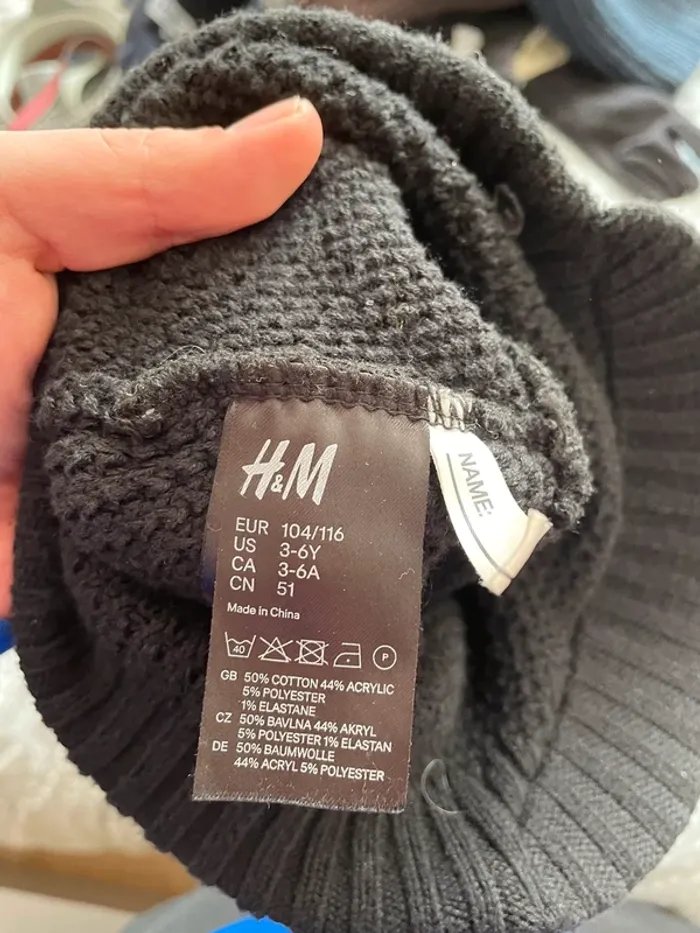 H&M
EUR 104/116
US 3-6Y
CA 3-6A
CN 51
Made in China
40 P
GB 50% COTTON 44% ACRYLIC
5% POLYESTER
1% ELASTANE
CZ 50% BAVLNA 44% AKRYL
5% POLYESTER 1% ELASTAN
DE 50% BAUMWOLLE
44% ACRYL 5% POLYESTER
NAME: